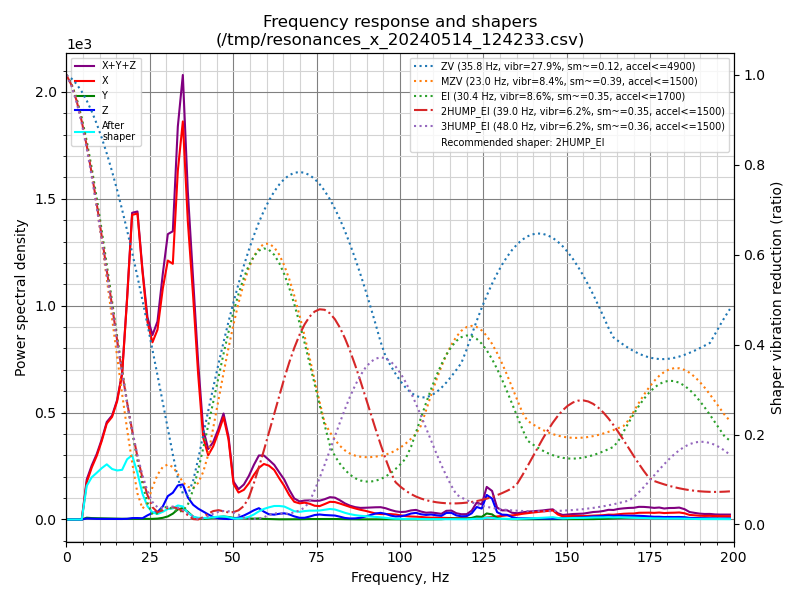 Frequency response and shapers
(/tmp/resonances_x_20240514_124233.csv)
1e3
X+Y+Z
X
Y
Z
After
shaper
ZV (35.8 Hz, vibr=27.9%, sm~=0.12, accel<=4900)
MZV (23.0 Hz, vibr=8.4%, sm~=0.39, accel<=1500)
EI (30.4 Hz, vibr=8.6%, sm~=0.35, accel<=1700)
2HUMP_EI (39.0 Hz, vibr=6.2%, sm~=0.35, accel<=1500)
3HUMP_EI (48.0 Hz, vibr=6.2%, sm~=0.36, accel<=1500)
Recommended shaper: 2HUMP_EI
2.0
1.5
1.0
0.5
0.0
Power spectral density
1.0
0.8
0.6
0.4
0.2
0.0
Shaper vibration reduction (ratio)
0 25 50 75 100 125 150 175 200
Frequency, Hz